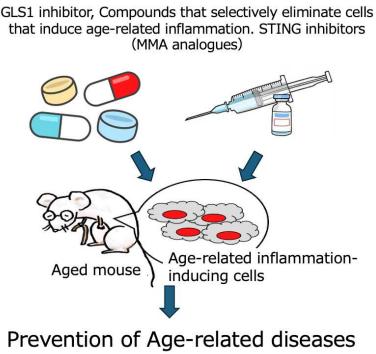 GLS1 inhibitor, Compounds that selectively eliminate cells
that induce age-related inflammation. STING inhibitors
(MMA analogues)
Aged mouse
Age-related inflammation-
inducing cells
Prevention of Age-related diseases